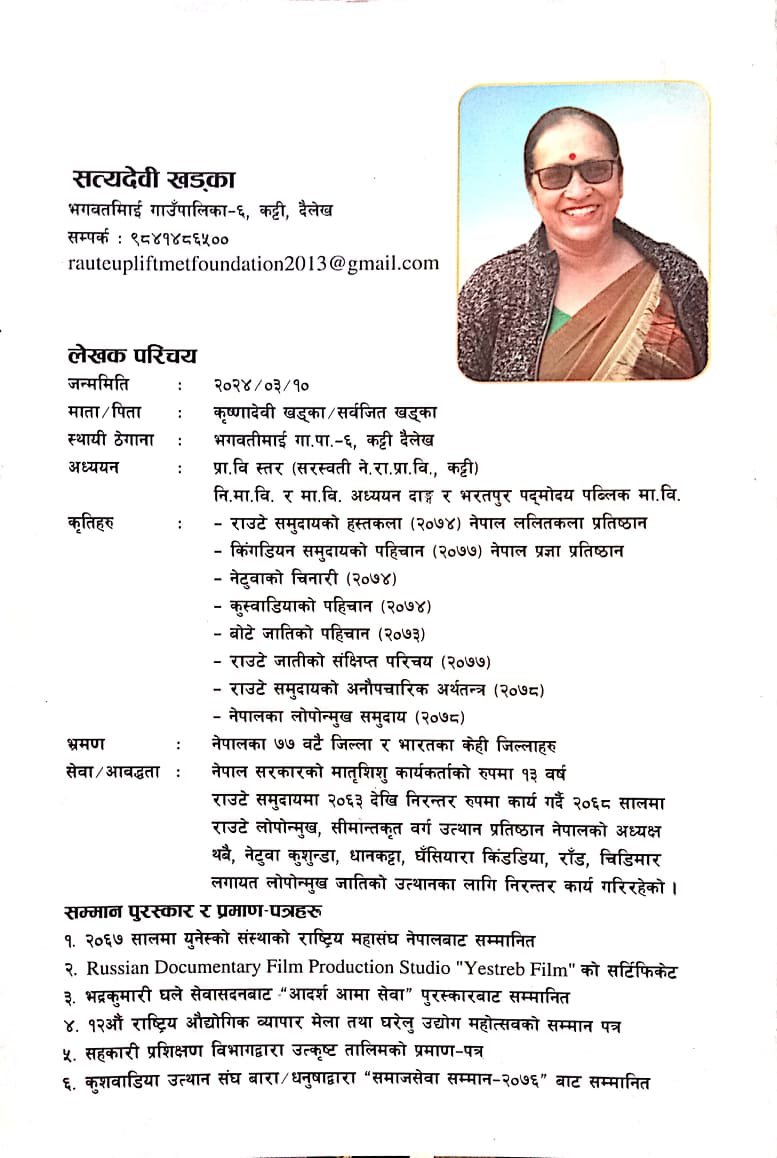 सत्यदेवी खड्का
भगवतीमाई गाउँपालिका-६, कट्टी, दैलेख
सम्पर्क : ९८४१४८६५००
rauteupliftmetfoundation2013@gmail.com
लेखक परिचय
जन्ममिति : २०२४/०३/१०
माता/पिता : कृष्णादेवी खड्का/सर्वजित खड्का
स्थायी ठेगाना : भगवतीमाई गा.पा.-६, कट्टी दैलेख
अध्ययन : प्रा.वि स्तर (सरस्वती ने.रा.प्रा.वि., कट्टी)
नि.मा.वि. र मा.वि. अध्ययन दाङ्ग र भरतपुर पद्मोदय पब्लिक मा.वि.
कृतिहरु : – राउटे समुदायको हस्तकला (२०७४) नेपाल ललितकला प्रतिष्ठान
– किंगडियन समुदायको पहिचान (२०७७) नेपाल प्रज्ञा प्रतिष्ठान
– नेटुवाको चिनारी (२०७४)
– कुस्वाडियाको पहिचान (२०७४)
– वोटे जातिको पहिचान (२०७३)
– राउटे जातीको संक्षिप्त परिचय (२०७७)
– राउटे समुदायको अनौपचारिक अर्थतन्त्र (२०७८)
– नेपालका लोपोन्मुख समुदाय (२०७८)
भ्रमण : नेपालका ७७ वटै जिल्ला र भारतका केही जिल्लाहरु
सेवा/आवद्धता : नेपाल सरकारको मातृशिशु कार्यकर्ताको रुपमा १३ वर्ष
राउटे समुदायमा २०६३ देखि निरन्तर रुपमा कार्य गर्दै २०६८ सालमा
राउटे लोपोन्मुख, सीमान्तकृत वर्ग उत्थान प्रतिष्ठान नेपालको अध्यक्ष
थबै, नेटुवा कुशुन्डा, धानकट्टा, घँसियारा किंडडिया, राँड, चिडिमार
लगायत लोपोन्मुख जातिको उत्थानका लागि निरन्तर कार्य गरिरहेको ।
सम्मान पुरस्कार र प्रमाण-पत्रहरु
१. २०६७ सालमा युनेस्को संस्थाको राष्ट्रिय महासंघ नेपालबाट सम्मानित
२. Russian Documentary Film Production Studio "Yestreb Film" को सर्टिफिकेट
३. भद्रकुमारी घले सेवासदनबाट “आदर्श आमा सेवा” पुरस्कारबाट सम्मानित
४. १२औं राष्ट्रिय औद्योगिक व्यापार मेला तथा घरेलु उद्योग महोत्सवको सम्मान पत्र
५. सहकारी प्रशिक्षण विभागद्वारा उत्कृष्ट तालिमको प्रमाण-पत्र
६. कुशवाडिया उत्थान संघ बारा/धनुषाद्वारा “समाजसेवा सम्मान-२०७६” बाट सम्मानित